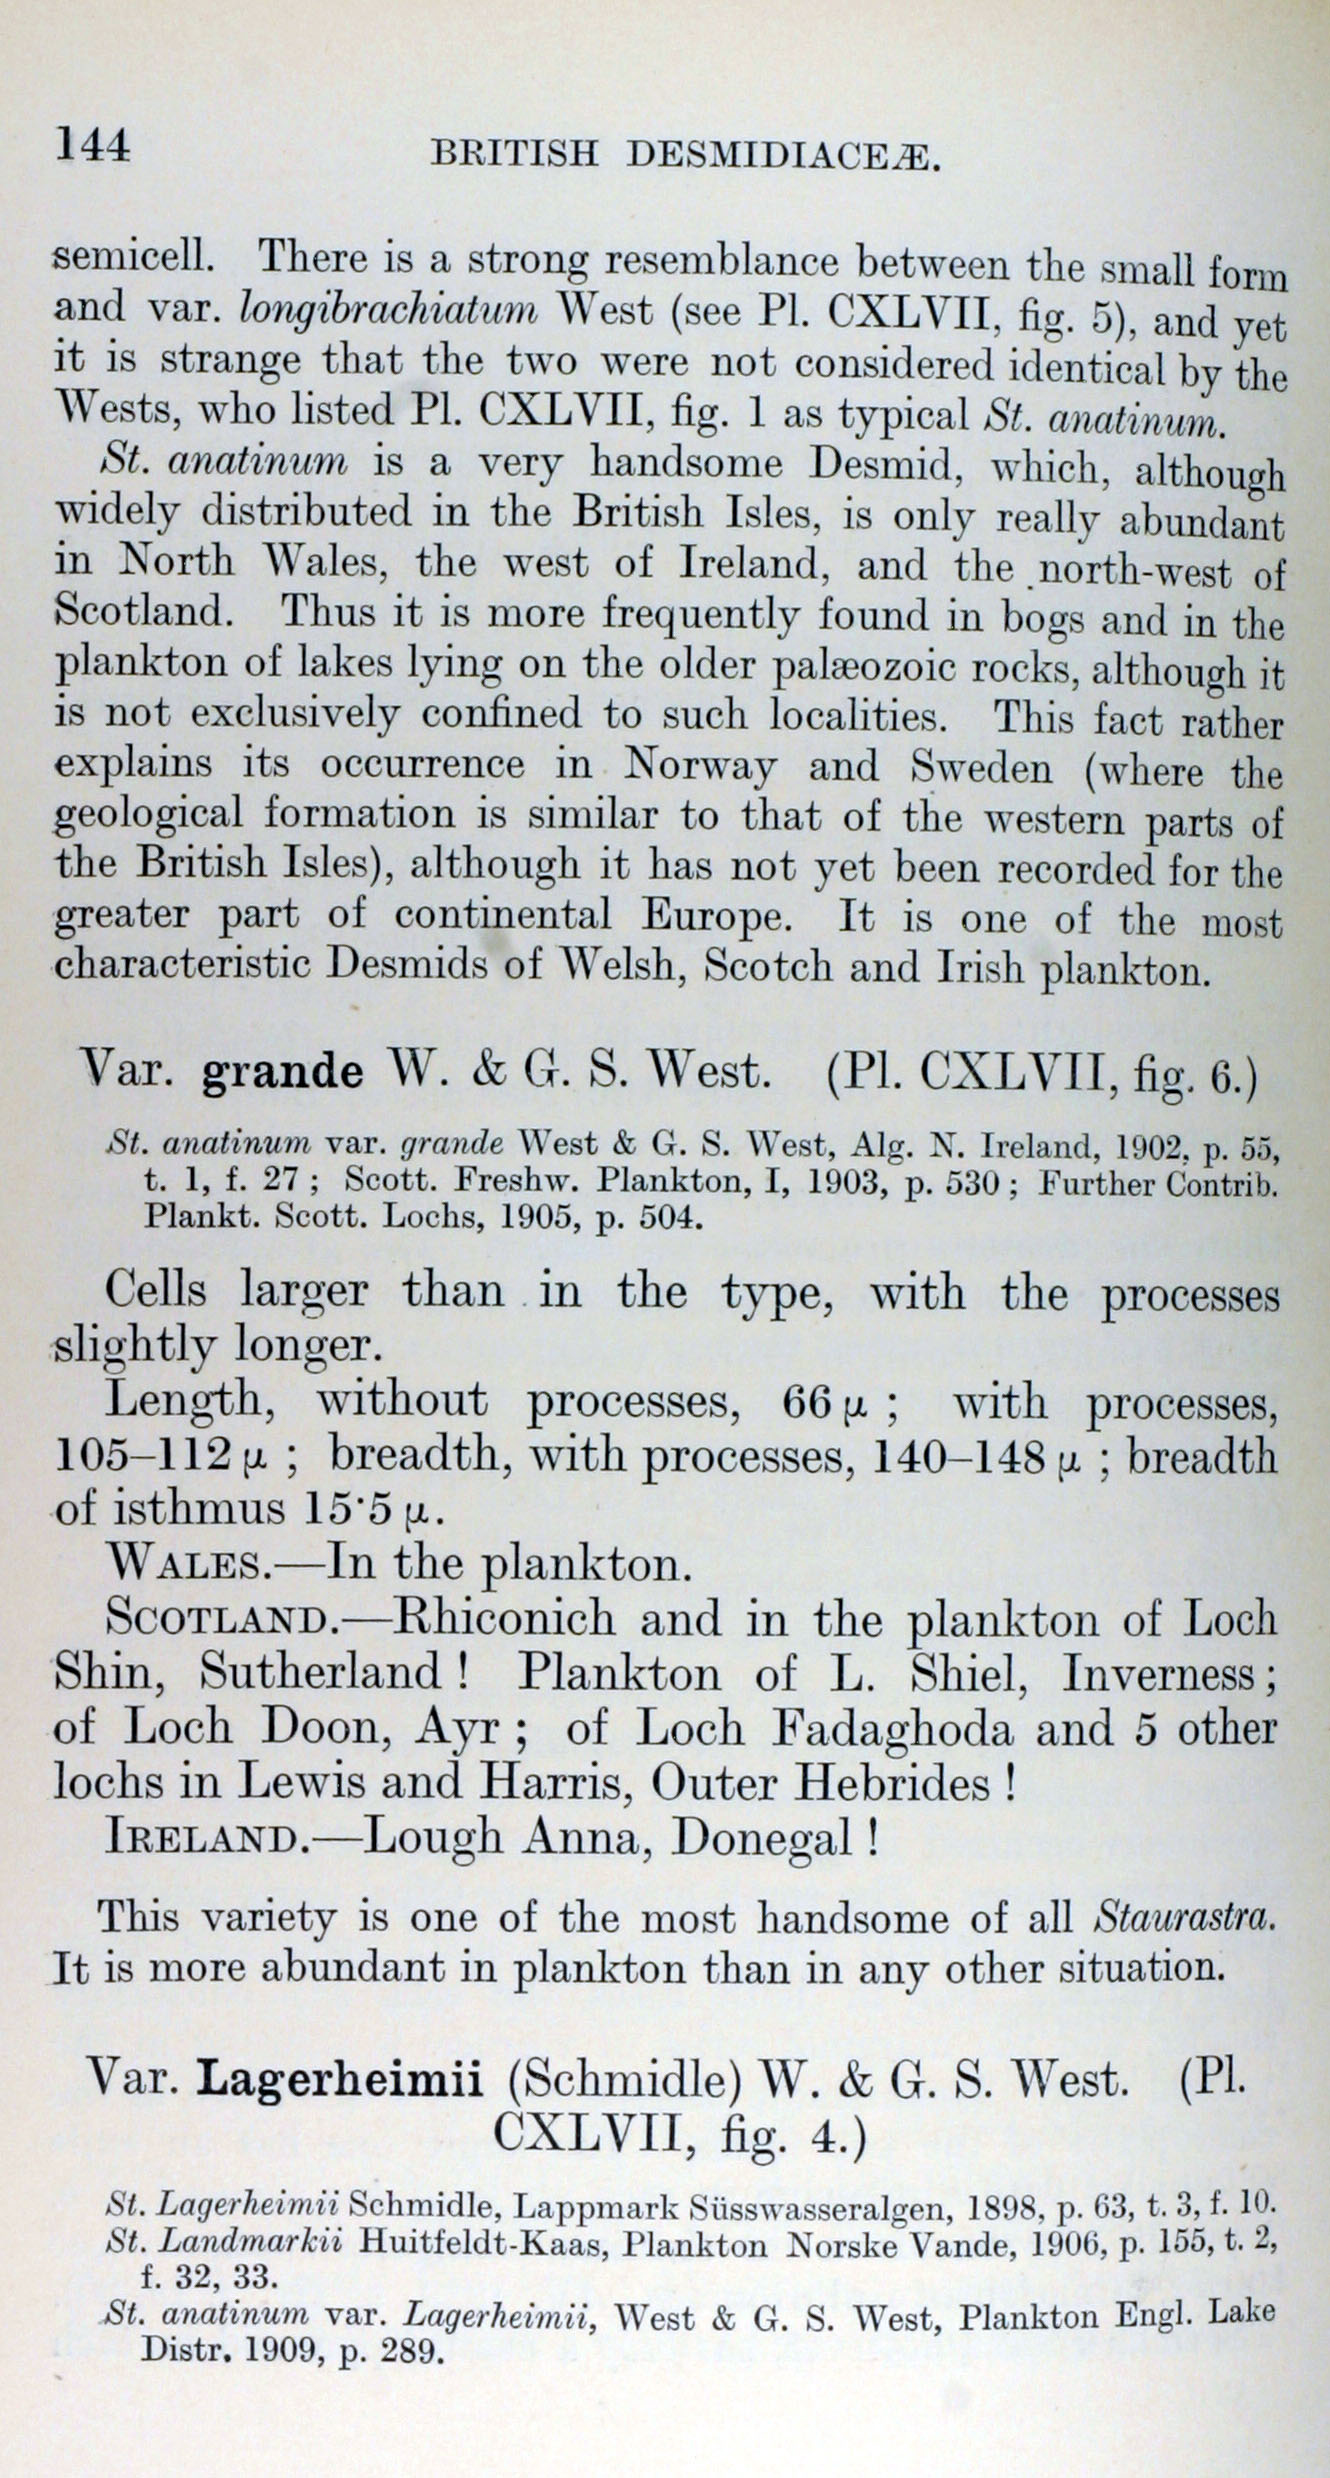 144
BRITISH DESMIDIACEÆ.
semicell. There is a strong resemblance between the small form
and var. longibrachiatum West (see Pl. CXLVII, fig. 5), and yet
it is strange that the two were not considered identical by the
Wests, who listed Pl. CXLVII, fig. 1 as typical St. anatinum.
St. anatinum is a very handsome Desmid, which, although
widely distributed in the British Isles, is only really abundant
in North Wales, the west of Ireland, and the north-west of
Scotland. Thus it is more frequently found in bogs and in the
plankton of lakes lying on the older palæozoic rocks, although it
is not exclusively confined to such localities. This fact rather
explains its occurrence in Norway and Sweden (where the
geological formation is similar to that of the western parts of
the British Isles), although it has not yet been recorded for the
greater part of continental Europe. It is one of the most
characteristic Desmids of Welsh, Scotch and Irish plankton.
Var. grande W. & G. S. West. (Pl. CXLVII, fig. 6.)
St. anatinum var. grande West & G. S. West, Alg. N. Ireland, 1902, p. 55,
t. 1, f. 27 ; Scott. Freshw. Plankton, I, 1903, p. 530 ; Further Contrib.
Plankt. Scott. Lochs, 1905, p. 504.
Cells larger than in the type, with the processes
slightly longer.
Length, without processes, 66 µ ; with processes,
105–112 µ ; breadth, with processes, 140–148 µ ; breadth
of isthmus 15·5 µ.
WALES.—In the plankton.
SCOTLAND.—Rhiconich and in the plankton of Loch
Shin, Sutherland ! Plankton of L. Shiel, Inverness ;
of Loch Doon, Ayr ; of Loch Fadaghoda and 5 other
lochs in Lewis and Harris, Outer Hebrides !
IRELAND.—Lough Anna, Donegal !
This variety is one of the most handsome of all Staurastra.
It is more abundant in plankton than in any other situation.
Var. Lagerheimii (Schmidle) W. & G. S. West. (Pl.
CXLVII, fig. 4.)
St. Lagerheimii Schmidle, Lappmark Süsswasseralgen, 1898, p. 63, t. 3, f. 10.
St. Landmarkii Huitfeldt-Kaas, Plankton Norske Vande, 1906, p. 155, t. 2,
f. 32, 33.
St. anatinum var. Lagerheimii, West & G. S. West, Plankton Engl. Lake
Distr. 1909, p. 289.